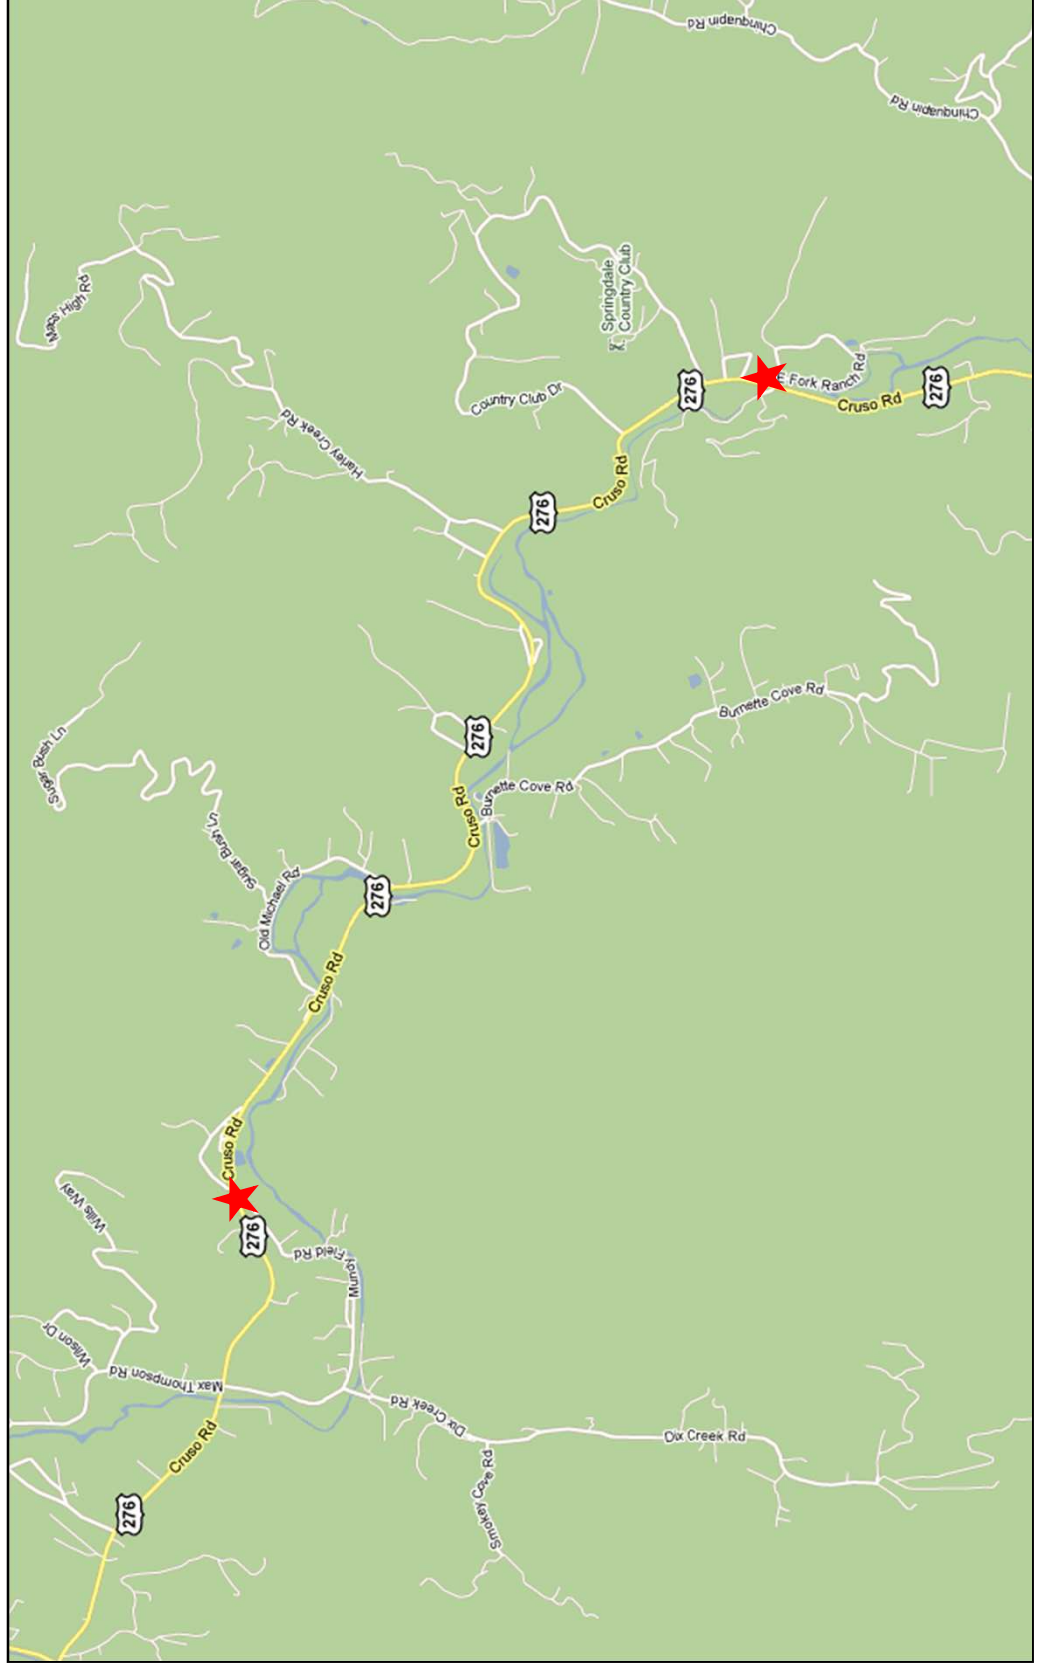 Chinquapin Rd
Chinquapin Rd
Macs High Rd
Springdale
Country Club
276
E Fork Ranch Rd
276
Cruso Rd
Country Club Dr
Harley Creek Rd
Cruso Rd
276
Burnette Cove Rd
276
Sugar Bush Ln
Burnette Cove Rd
Cruso Rd
Sugar Bush Ln
Old Michael Rd
276
Cruso Rd
Cruso Rd
Wills Way
276
Mundy Field Rd
Wilson Dr
Max Thompson Rd
Dix Creek Rd
Dix Creek Rd
Cruso Rd
Smokey Cove Rd
276